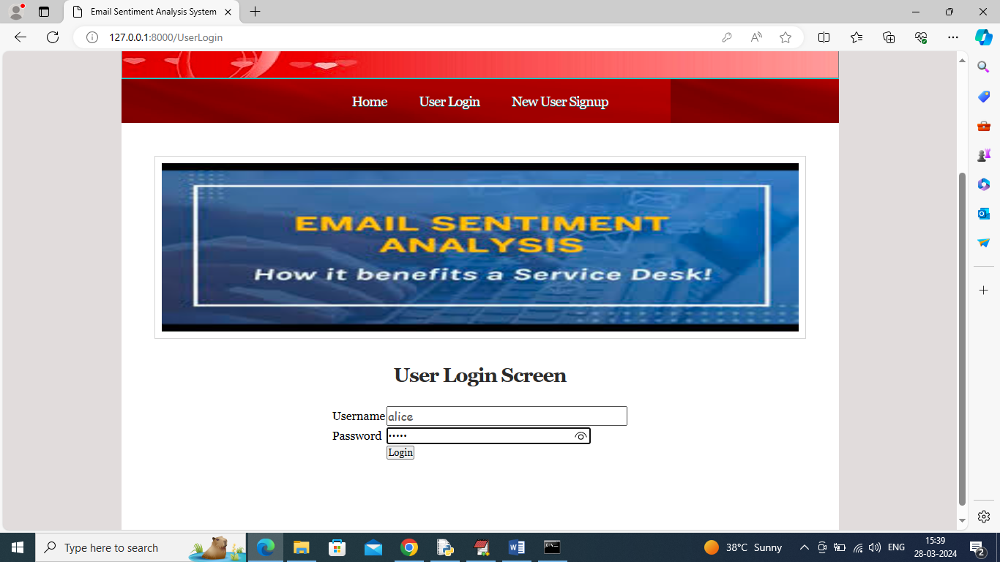 Email Sentiment Analysis System
127.0.0.1:8000/UserLogin
Home User Login New User Signup
EMAIL SENTIMENT
ANALYSIS
How it benefits a Service Desk!
User Login Screen
Username alice
Password •••••
Login
Type here to search
38°C Sunny
ENG
15:39
28-03-2024
2